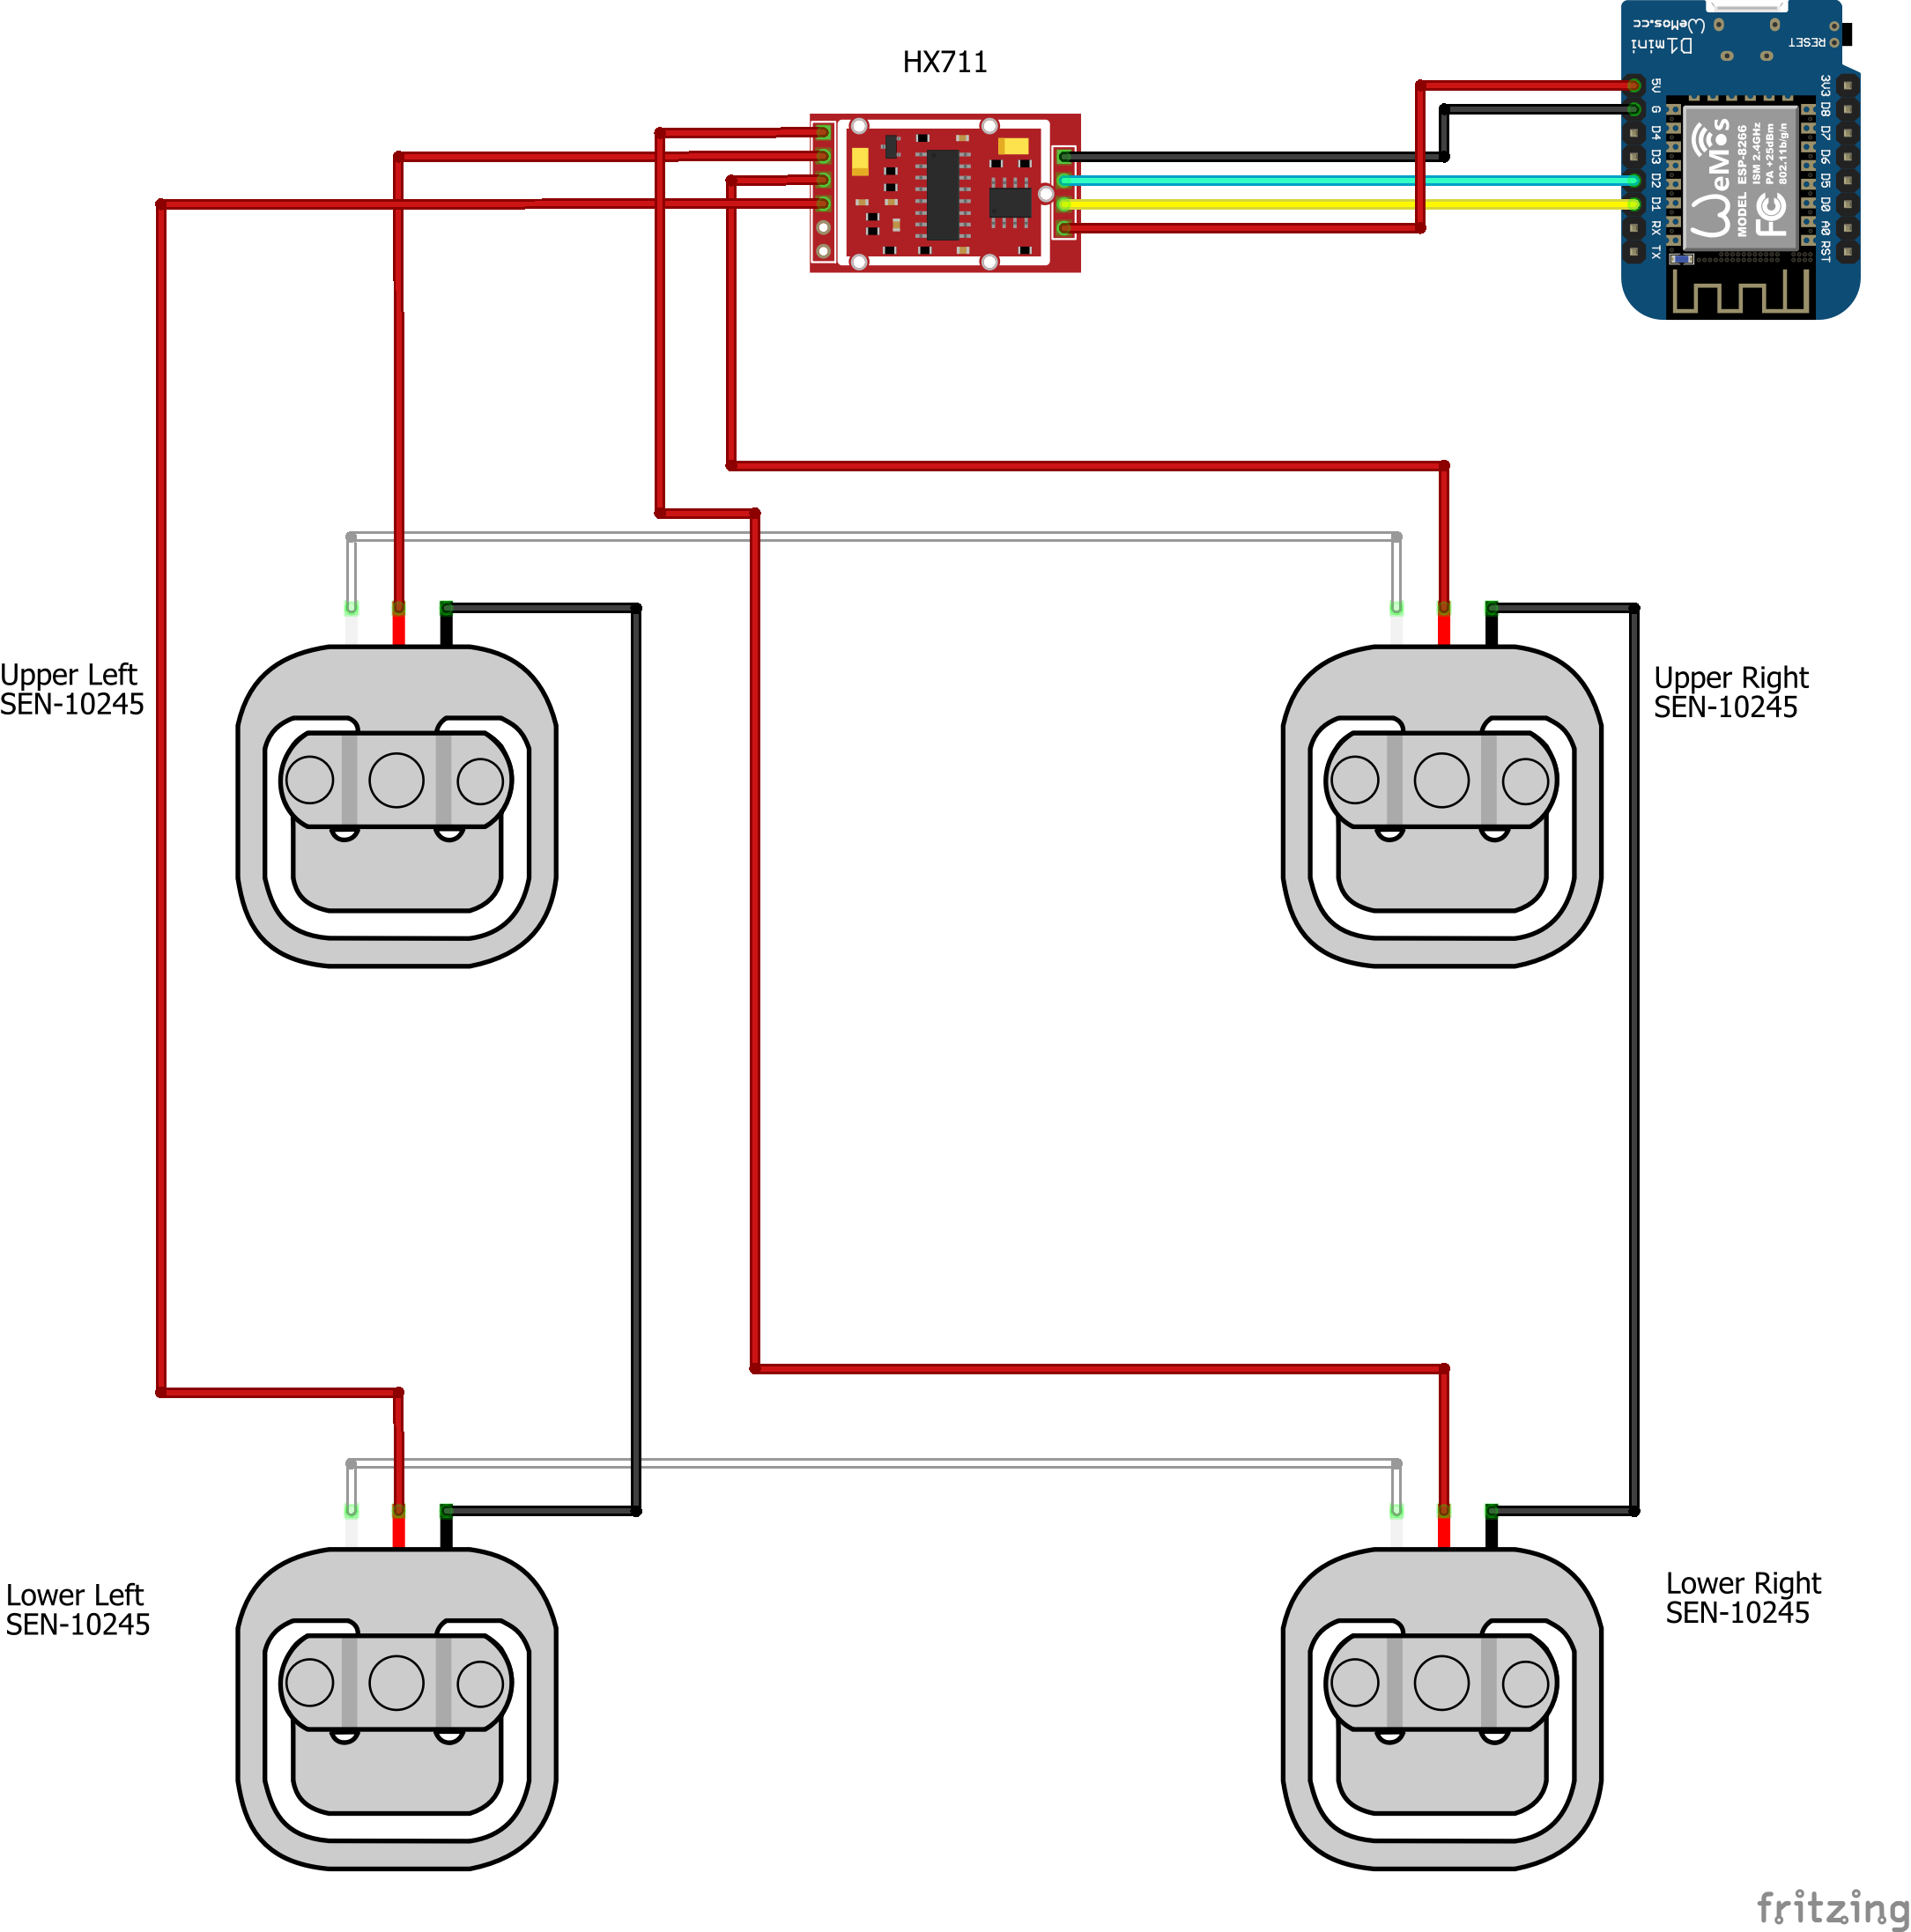 HX711
WeMos.cc
D1mini
RESET
5V
G
D4
D3
D2
D1
RX
TX
3V3
D8
D7
D6
D5
D0
A0
RST
WeMos
MODEL ESP-8266
ISM 2.4GHz
PA +25dBm
802.11b/g/n
FC
Upper Left
SEN-10245
Upper Right
SEN-10245
Lower Left
SEN-10245
Lower Right
SEN-10245
fritzing